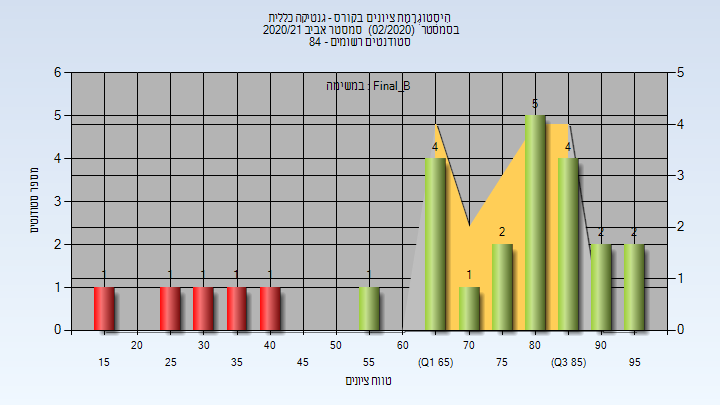 היסטוגרמת ציונים בקורס - גנטיקה כללית
בסמסטר (02/2020) סמסטר אביב 2020/21
סטודנטים רשומים - 84
במשימה : Final_B
מספר סטודנטים
6 5 4 3 2 1 0
5 4 3 2 1 0
1 1 1 1 1 1 4 1 2 5 4 2 2
20 30 40 50 60 70 80 90
15 25 35 45 55 (Q1 65) 75 (Q3 85) 95
טווח ציונים